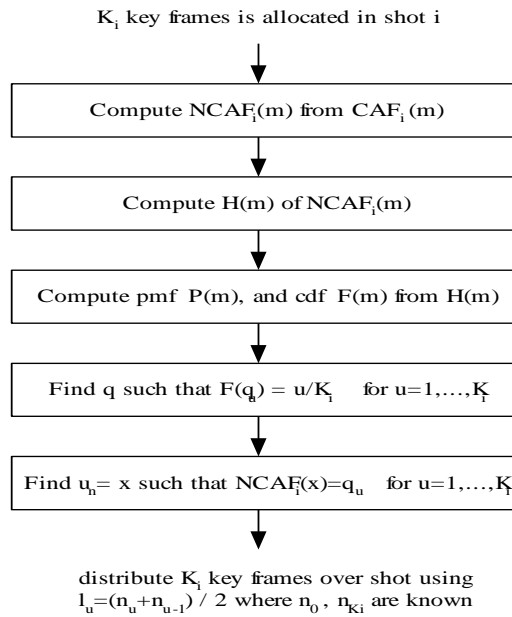 K_i key frames is allocated in shot i
Compute NCAF_i(m) from CAF_i (m)
Compute H(m) of NCAF_i(m)
Compute pmf P(m), and cdf F(m) from H(m)
Find q such that F(q_u) = u/K_i for u=1,...,K_i
Find u_n= x such that NCAF_i(x)=q_u for u=1,...,K_i
distribute K_i key frames over shot using
l_u=(n_u+n_u-1) / 2 where n_0 , n_Ki are known